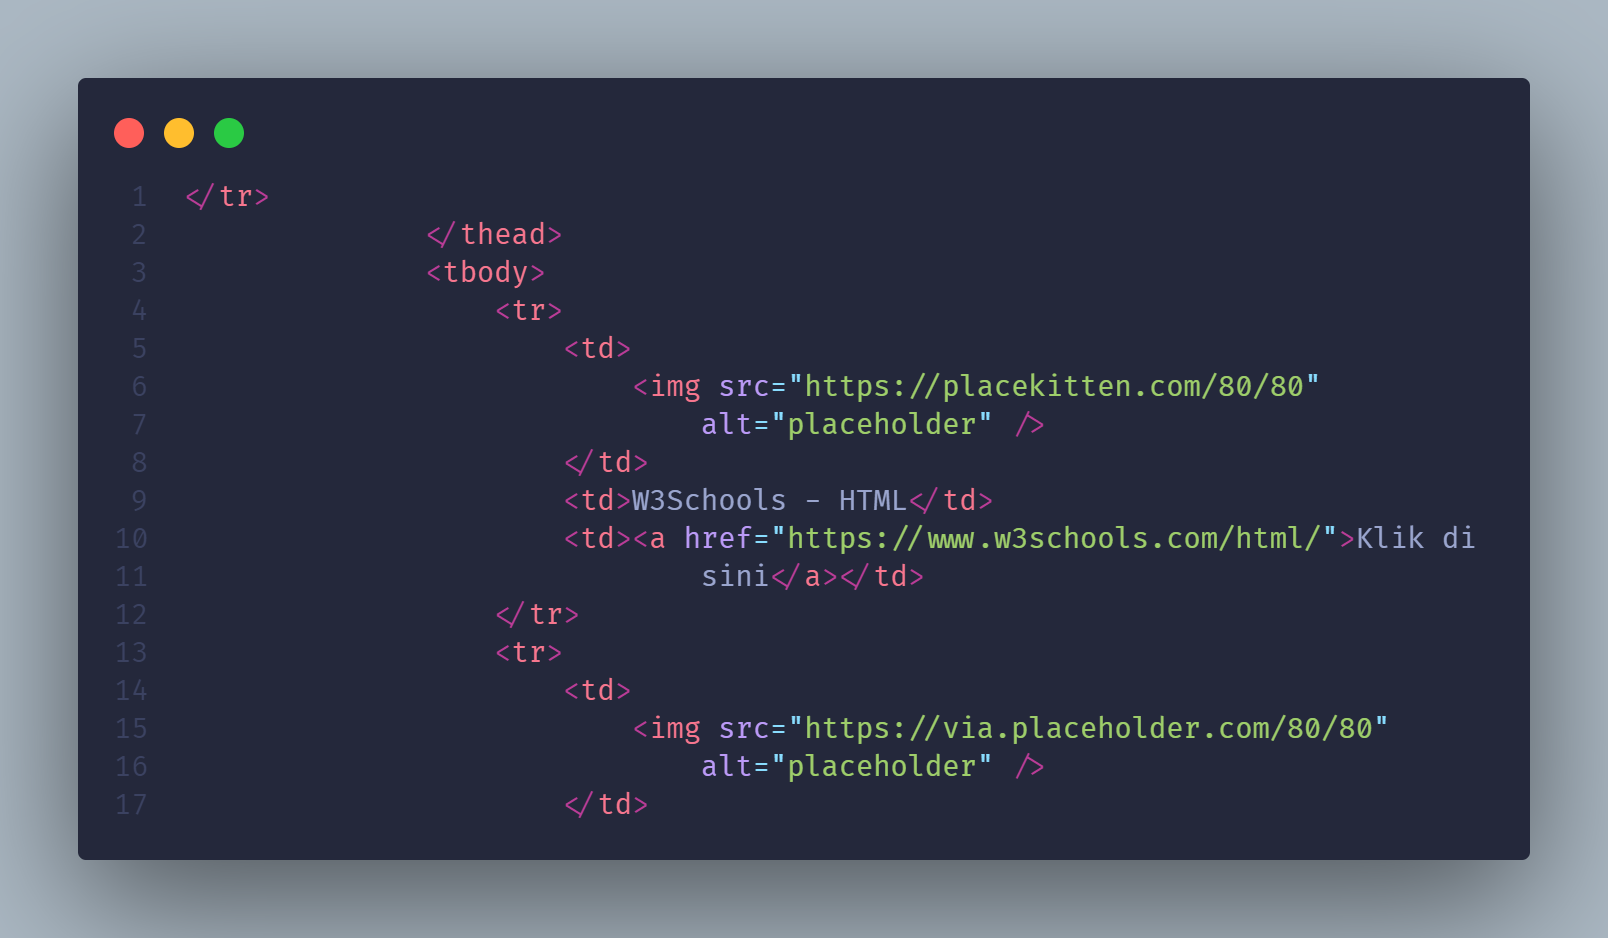 1 </tr>
2 </thead>
3 <tbody>
4 <tr>
5 <td>
6 <img src="https://placekitten.com/80/80"
7 alt="placeholder" />
8 </td>
9 <td>W3Schools - HTML</td>
10 <td><a href="https://www.w3schools.com/html/">Klik di
11 sini</a></td>
12 </tr>
13 <tr>
14 <td>
15 <img src="https://via.placeholder.com/80/80"
16 alt="placeholder" />
17 </td>